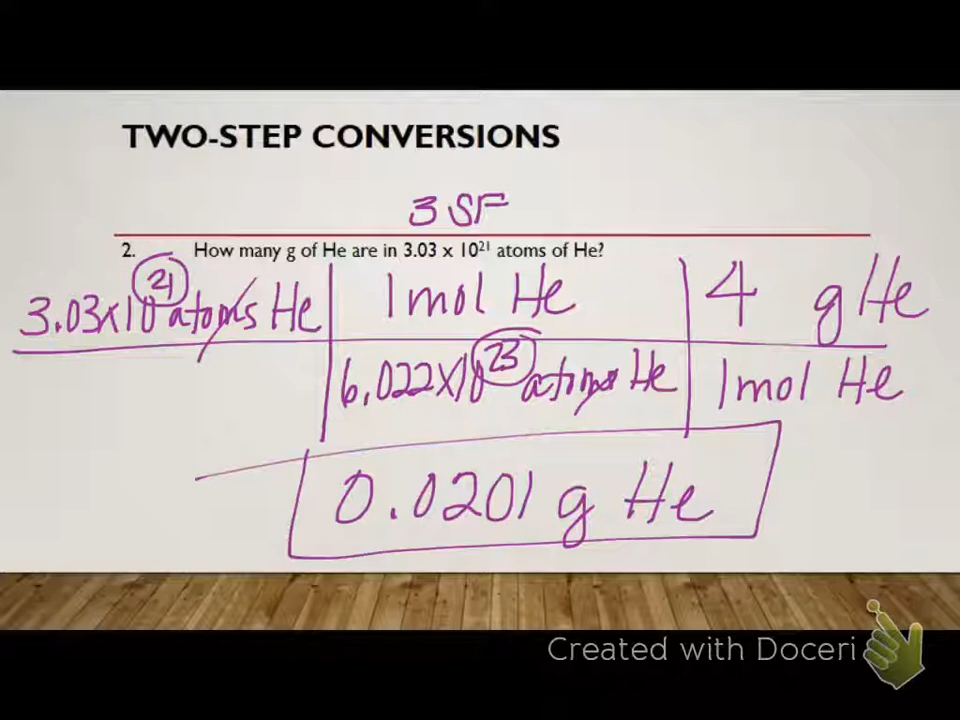 TWO-STEP CONVERSIONS
3 SF
2. How many g of He are in 3.03 x 10²¹ atoms of He?
3.03x10²¹ atoms He 1 mol He 4 g He
6.022x10²³ atoms He 1 mol He
0.0201 g He
Created with Doceri